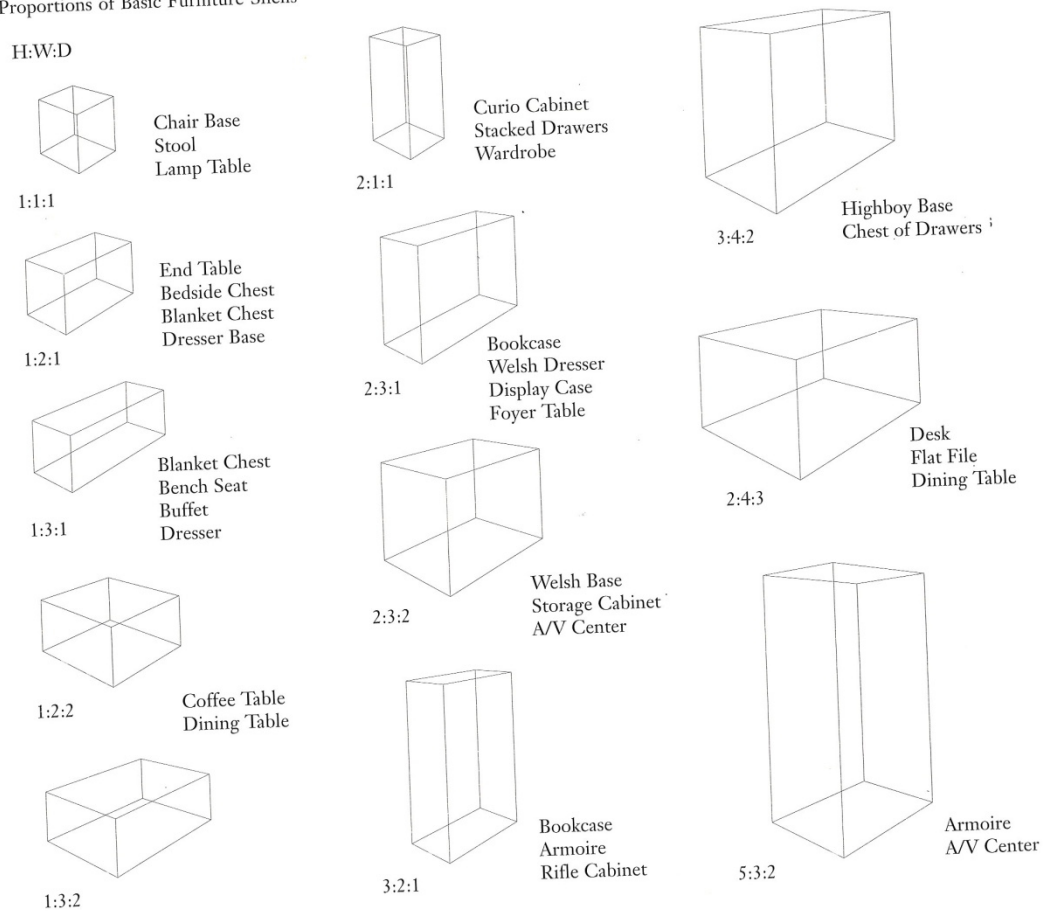 Proportions of Basic Furniture Shells
H:W:D
Chair Base
Stool
Lamp Table
1:1:1
End Table
Bedside Chest
Blanket Chest
Dresser Base
1:2:1
Blanket Chest
Bench Seat
Buffet
Dresser
1:3:1
Coffee Table
Dining Table
1:2:2
1:3:2
Curio Cabinet
Stacked Drawers
Wardrobe
2:1:1
Bookcase
Welsh Dresser
Display Case
Foyer Table
2:3:1
Welsh Base
Storage Cabinet
A/V Center
2:3:2
Bookcase
Armoire
Rifle Cabinet
3:2:1
Highboy Base
Chest of Drawers
3:4:2
Desk
Flat File
Dining Table
2:4:3
Armoire
A/V Center
5:3:2